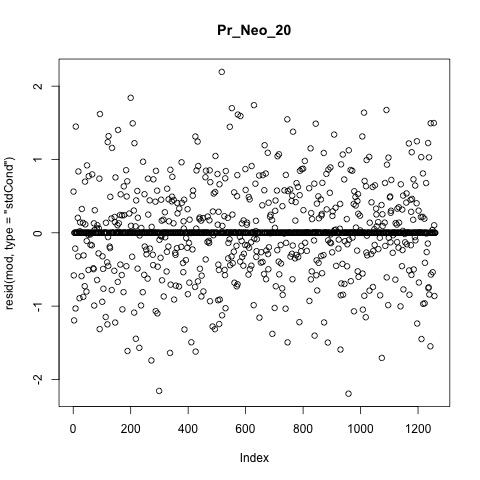 Pr_Neo_20
resid(mod, type = "stdCond")
2
1
0
-1
-2
0 200 400 600 800 1000 1200
Index